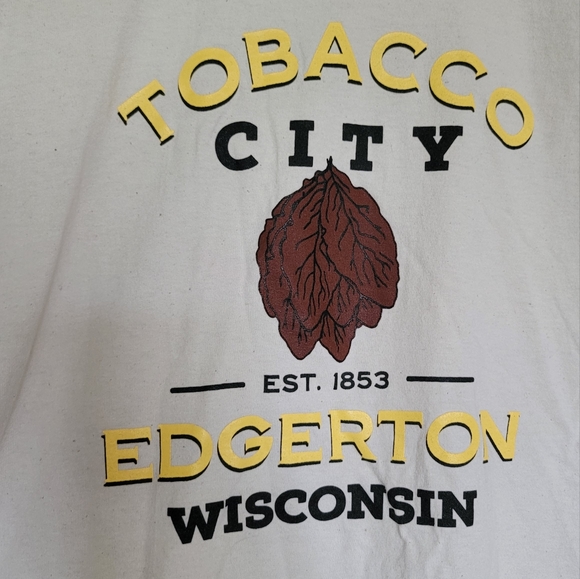 TOBACCO
CITY
EST. 1853
EDGERTON
WISCONSIN